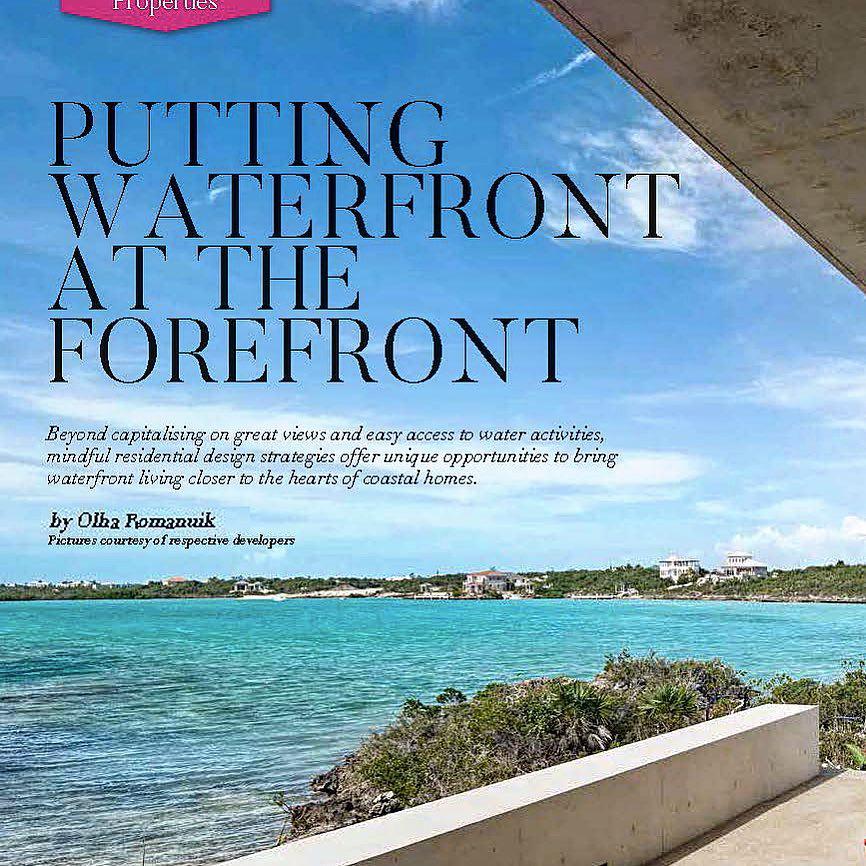 Properties
PUTTING
WATERFRONT
AT THE
FOREFRONT
Beyond capitalising on great views and easy access to water activities,
mindful residential design strategies offer unique opportunities to bring
waterfront living closer to the hearts of coastal homes.
by Olha Romanuik
Pictures courtesy of respective developers